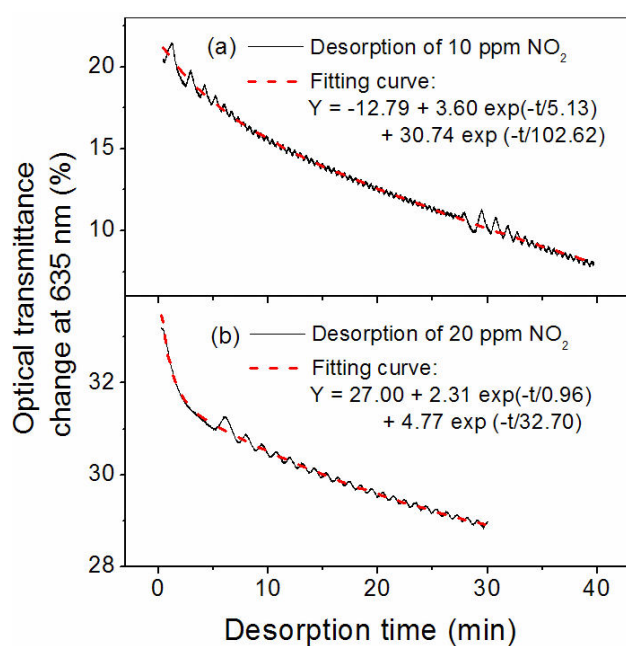 Optical transmittance
change at 635 nm (%)
20
15
10
(a) Desorption of 10 ppm NO₂
Fitting curve:
Y = -12.79 + 3.60 exp(-t/5.13)
+ 30.74 exp (-t/102.62)
32
30
28
(b) Desorption of 20 ppm NO₂
Fitting curve:
Y = 27.00 + 2.31 exp(-t/0.96)
+ 4.77 exp (-t/32.70)
0 10 20 30 40
Desorption time (min)